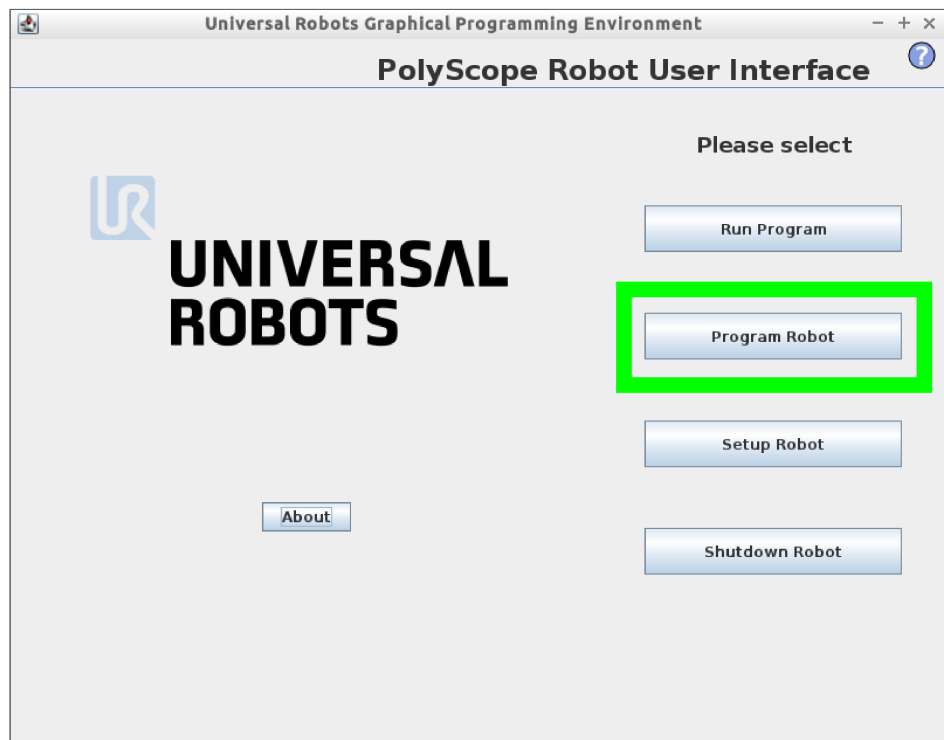 Universal Robots Graphical Programming Environment
PolyScope Robot User Interface
?
Please select
UR
UNIVERSAL
ROBOTS
Run Program
Program Robot
Setup Robot
About
Shutdown Robot